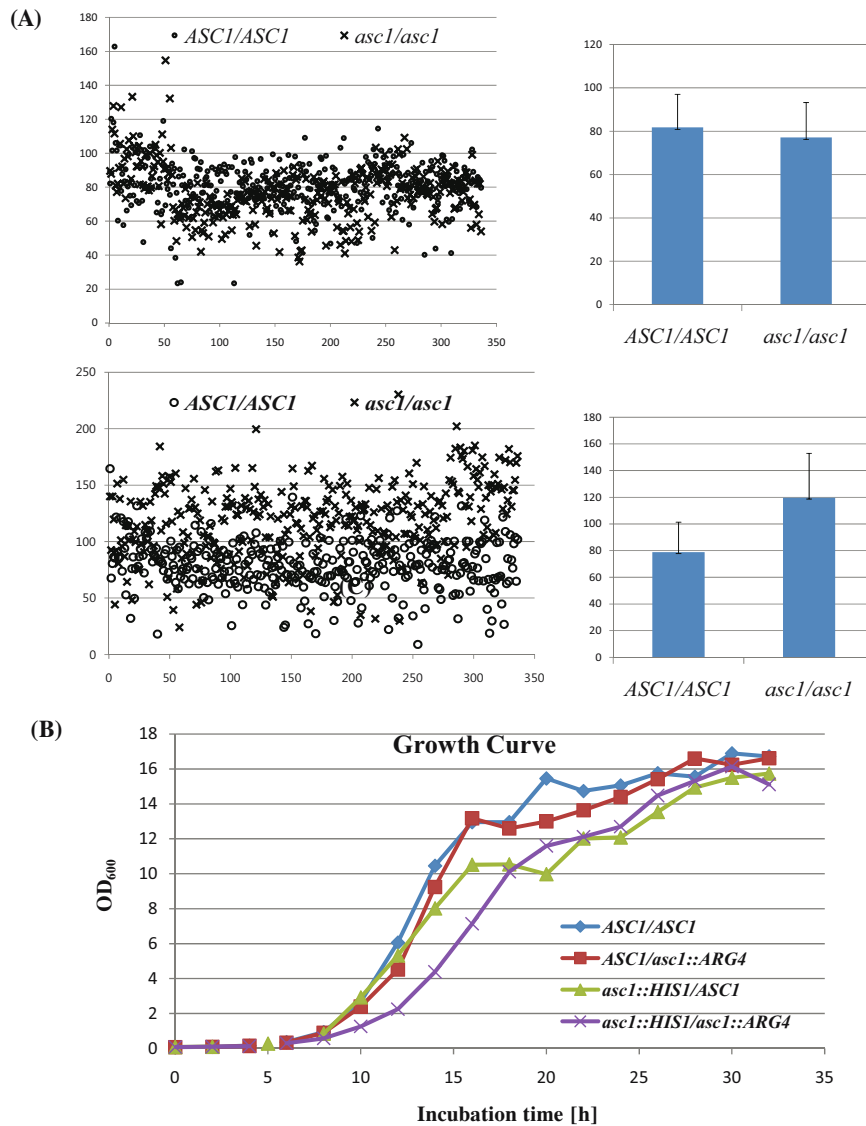 (A)
ASC1/ASC1 asc1/asc1
180
160
140
120
100
80
60
40
20
0
0 50 100 150 200 250 300 350
120
100
80
60
40
20
0
ASC1/ASC1 asc1/asc1
ASC1/ASC1 asc1/asc1
250
200
150
100
50
0
(C)
0 50 100 150 200 250 300 350
180
160
140
120
100
80
60
40
20
0
ASC1/ASC1 asc1/asc1
(B)
Growth Curve
18
16
14
12
10
8
6
4
2
0
OD600
ASC1/ASC1
ASC1/asc1::ARG4
asc1::HIS1/ASC1
asc1::HIS1/asc1::ARG4
0 5 10 15 20 25 30 35
Incubation time [h]